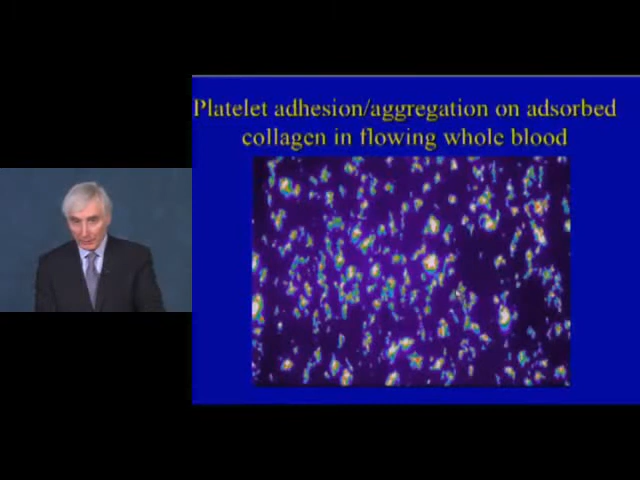 Platelet adhesion/aggregation on adsorbed
collagen in flowing whole blood